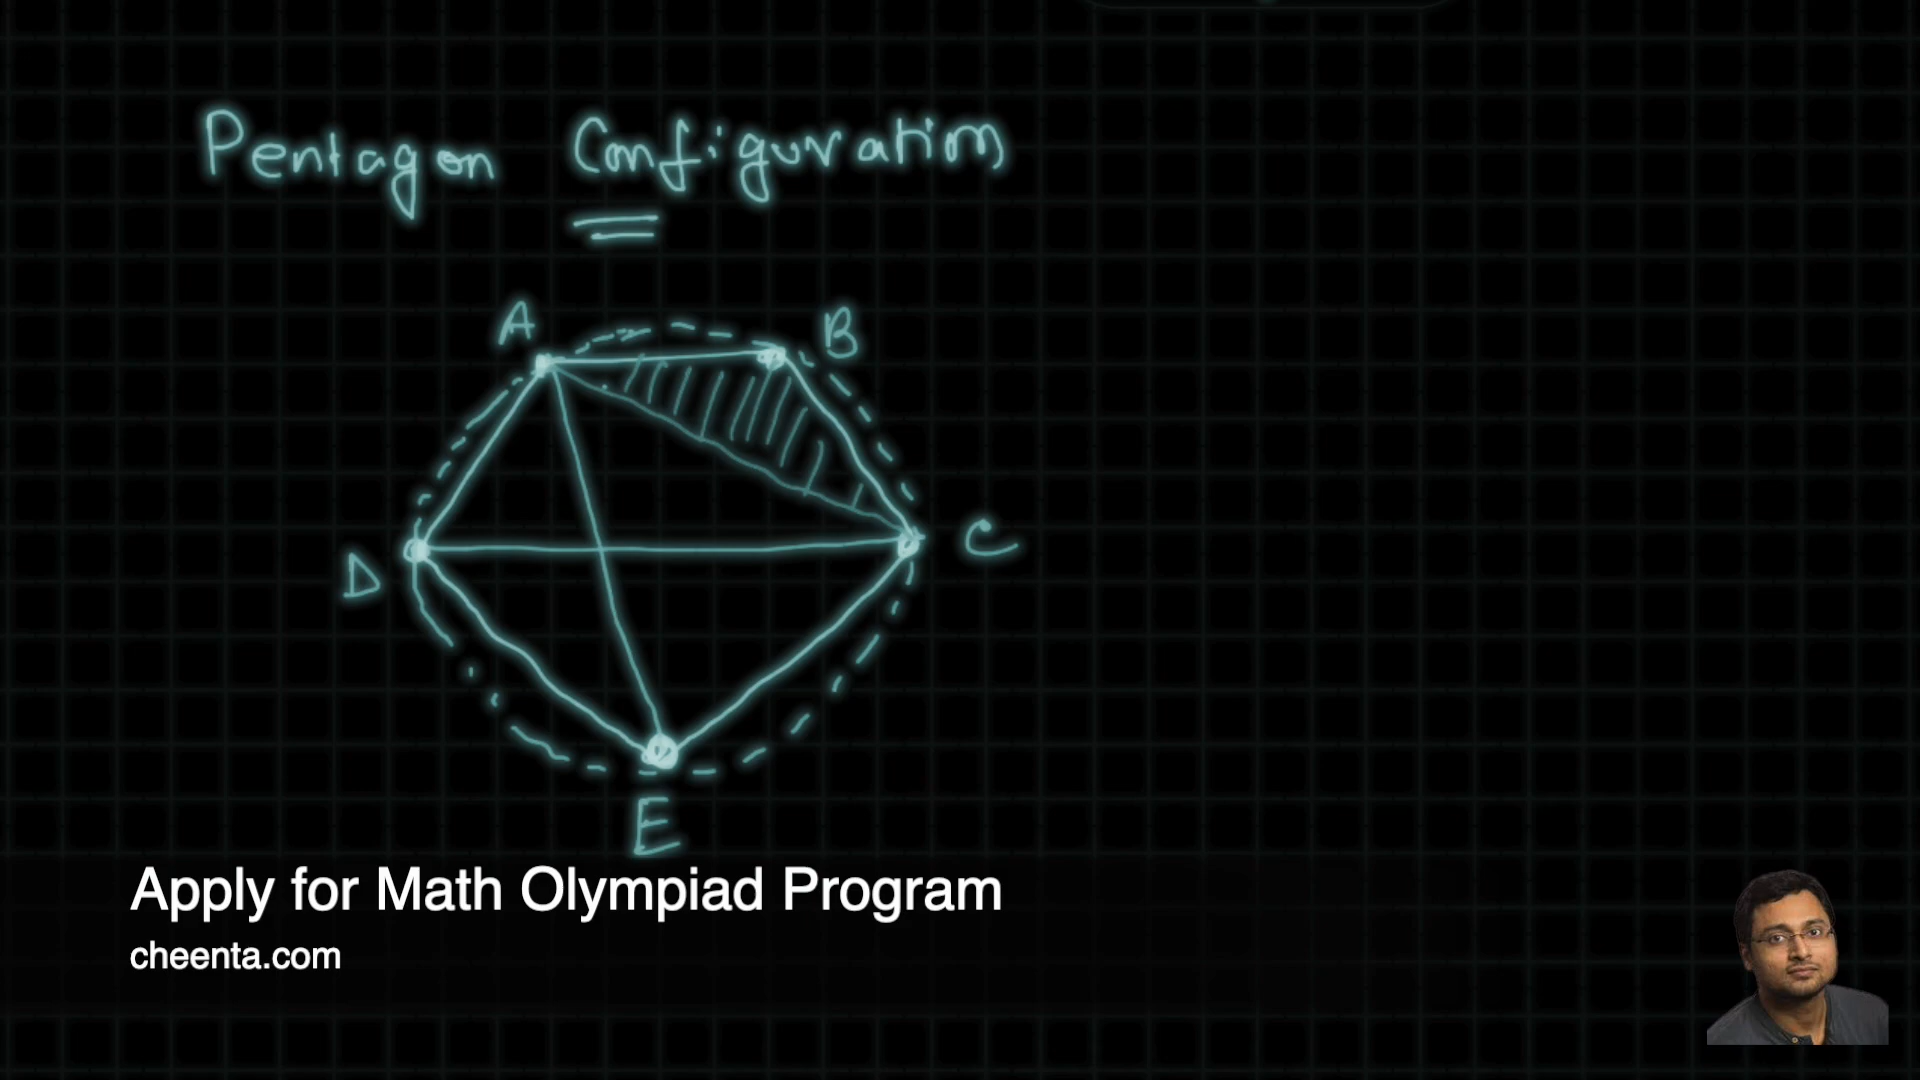 Pentagon Configuration
A
B
D
C
E
Apply for Math Olympiad Program
cheenta.com